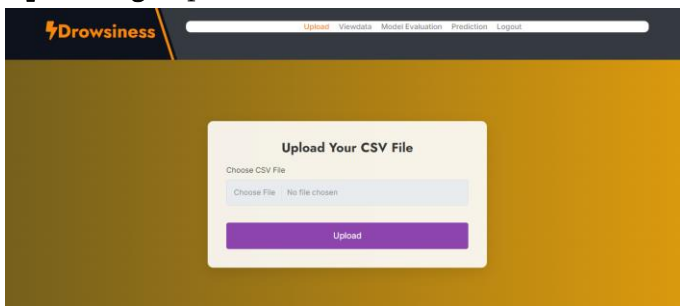 Drowsiness
Upload Viewdata Model Evaluation Prediction Logout
Upload Your CSV File
Choose CSV File
Choose File No file chosen
Upload